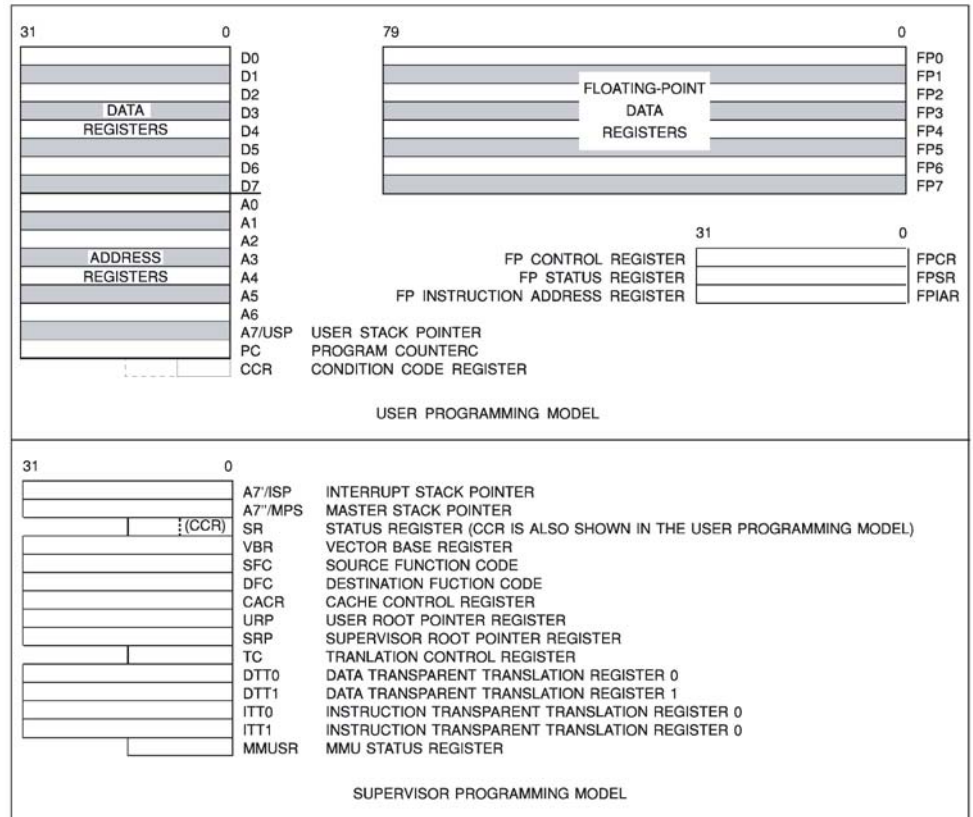 31 0
D0
D1
D2
DATA D3
REGISTERS D4
D5
D6
D7
A0
A1
A2
ADDRESS A3
REGISTERS A4
A5
A6
A7/USP USER STACK POINTER
PC PROGRAM COUNTERC
CCR CONDITION CODE REGISTER
79 0
FP0
FP1
FLOATING-POINT FP2
DATA FP3
REGISTERS FP4
FP5
FP6
FP7
31 0
FP CONTROL REGISTER FPCR
FP STATUS REGISTER FPSR
FP INSTRUCTION ADDRESS REGISTER FPIAR
USER PROGRAMMING MODEL
31 0
A7'/ISP INTERRUPT STACK POINTER
A7"/MPS MASTER STACK POINTER
(CCR) SR STATUS REGISTER (CCR IS ALSO SHOWN IN THE USER PROGRAMMING MODEL)
VBR VECTOR BASE REGISTER
SFC SOURCE FUNCTION CODE
DFC DESTINATION FUCTION CODE
CACR CACHE CONTROL REGISTER
URP USER ROOT POINTER REGISTER
SRP SUPERVISOR ROOT POINTER REGISTER
TC TRANLATION CONTROL REGISTER
DTT0 DATA TRANSPARENT TRANSLATION REGISTER 0
DTT1 DATA TRANSPARENT TRANSLATION REGISTER 1
ITT0 INSTRUCTION TRANSPARENT TRANSLATION REGISTER 0
ITT1 INSTRUCTION TRANSPARENT TRANSLATION REGISTER 0
MMUSR MMU STATUS REGISTER
SUPERVISOR PROGRAMMING MODEL